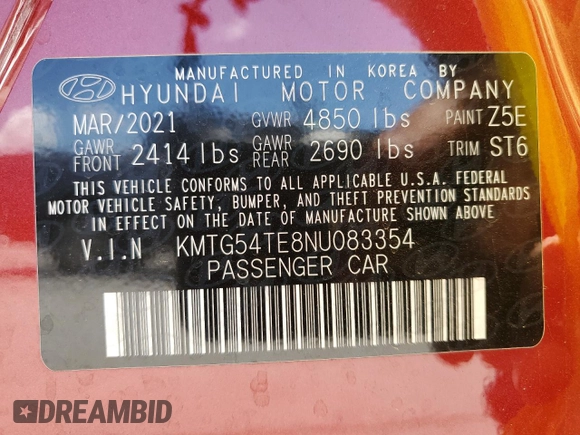 MANUFACTURED IN KOREA BY
HYUNDAI MOTOR COMPANY
MAR/2021 GVWR 4850 lbs PAINT Z5E
GAWR FRONT 2414 lbs GAWR REAR 2690 lbs TRIM ST6
THIS VEHICLE CONFORMS TO ALL APPLICABLE U.S.A. FEDERAL
MOTOR VEHICLE SAFETY, BUMPER, AND THEFT PREVENTION STANDARDS
IN EFFECT ON THE DATE OF MANUFACTURE SHOWN ABOVE.
V.I.N KMTG54TE8NU083354
PASSENGER CAR
DREAMBID